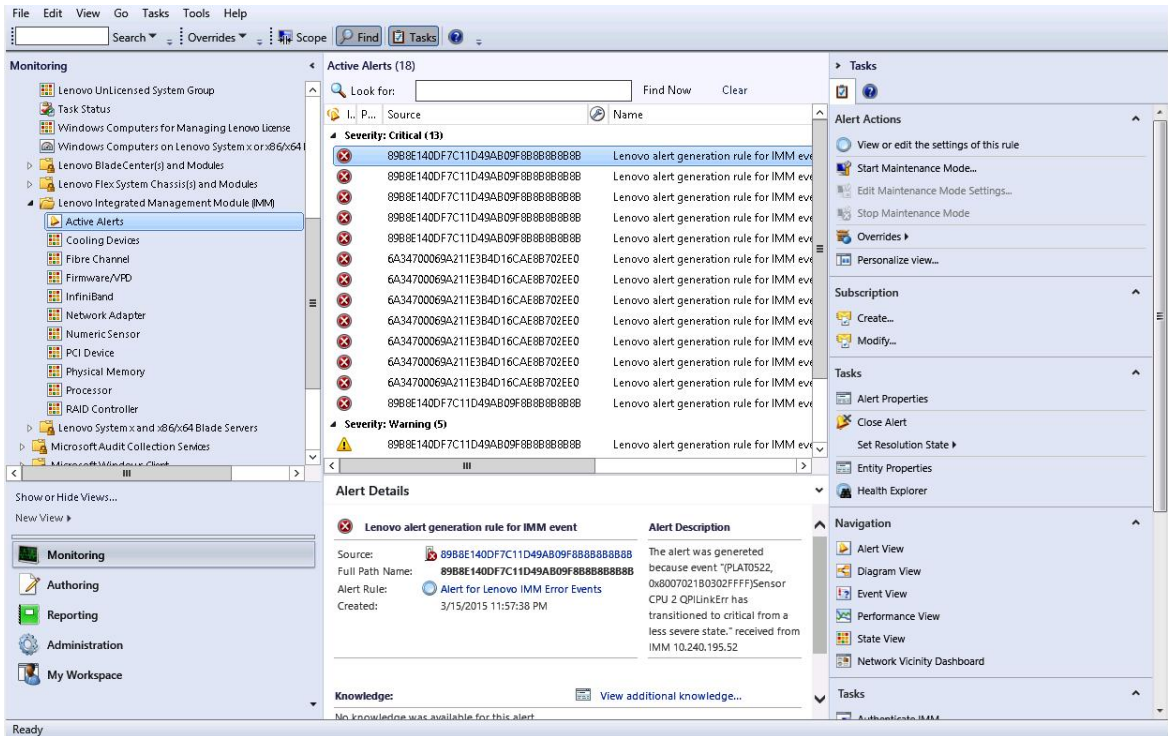 File Edit View Go Tasks Tools Help
Search Overrides Scope Find Tasks
Monitoring
Lenovo UnLicensed System Group
Task Status
Windows Computers for Managing Lenovo License
Windows Computers on Lenovo System x or x86/x64
Lenovo BladeCenter(s) and Modules
Lenovo Flex System Chassis(s) and Modules
Lenovo Integrated Management Module (IMM)
Active Alerts
Cooling Devices
Fibre Channel
Firmware/VPD
InfiniBand
Network Adapter
Numeric Sensor
PCI Device
Physical Memory
Processor
RAID Controller
Lenovo System x and x86/x64 Blade Servers
Microsoft Audit Collection Services
Microsoft Windows Client
Show or Hide Views...
New View
Monitoring
Authoring
Reporting
Administration
My Workspace
Active Alerts (18)
Look for: Find Now Clear
I.. P... Source Name
Severity: Critical (13)
89B8E140DF7C11D49AB09F8B8B8B8B8B Lenovo alert generation rule for IMM eve
89B8E140DF7C11D49AB09F8B8B8B8B8B Lenovo alert generation rule for IMM eve
89B8E140DF7C11D49AB09F8B8B8B8B8B Lenovo alert generation rule for IMM eve
89B8E140DF7C11D49AB09F8B8B8B8B8B Lenovo alert generation rule for IMM eve
89B8E140DF7C11D49AB09F8B8B8B8B8B Lenovo alert generation rule for IMM eve
6A34700069A211E3B4D16CAE8B702EE0 Lenovo alert generation rule for IMM eve
6A34700069A211E3B4D16CAE8B702EE0 Lenovo alert generation rule for IMM eve
6A34700069A211E3B4D16CAE8B702EE0 Lenovo alert generation rule for IMM eve
6A34700069A211E3B4D16CAE8B702EE0 Lenovo alert generation rule for IMM eve
6A34700069A211E3B4D16CAE8B702EE0 Lenovo alert generation rule for IMM eve
6A34700069A211E3B4D16CAE8B702EE0 Lenovo alert generation rule for IMM eve
6A34700069A211E3B4D16CAE8B702EE0 Lenovo alert generation rule for IMM eve
89B8E140DF7C11D49AB09F8B8B8B8B8B Lenovo alert generation rule for IMM eve
Severity: Warning (5)
89B8E140DF7C11D49AB09F8B8B8B8B8B Lenovo alert generation rule for IMM eve
Alert Details
Lenovo alert generation rule for IMM event
Source: 89B8E140DF7C11D49AB09F8B8B8B8B8B
Full Path Name: 89B8E140DF7C11D49AB09F8B8B8B8B8B
Alert Rule: Alert for Lenovo IMM Error Events
Created: 3/15/2015 11:57:38 PM
Alert Description
The alert was genereted
because event "(PLAT0522,
0x8007021B0302FFFF)Sensor
CPU 2 QPILinkErr has
transitioned to critical from a
less severe state." received from
IMM 10.240.195.52
Knowledge: View additional knowledge...
No knowledge was available for this alert
Tasks
Alert Actions
View or edit the settings of this rule
Start Maintenance Mode...
Edit Maintenance Mode Settings...
Stop Maintenance Mode
Overrides
Personalize view...
Subscription
Create...
Modify...
Tasks
Alert Properties
Close Alert
Set Resolution State
Entity Properties
Health Explorer
Navigation
Alert View
Diagram View
Event View
Performance View
State View
Network Vicinity Dashboard
Tasks
Authenticate IMM
Ready